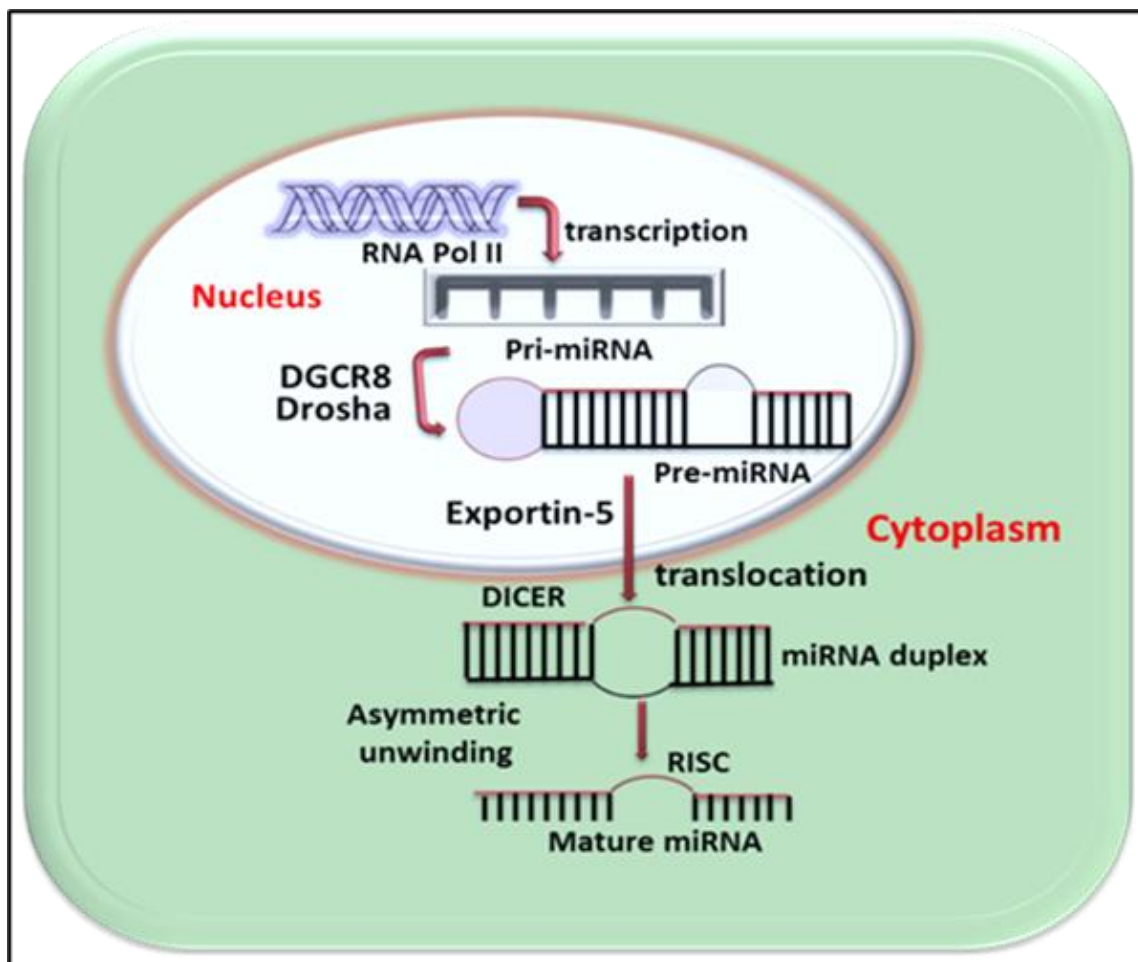 transcription
RNA Pol II
Nucleus
Pri-miRNA
DGCR8
Drosha
Pre-miRNA
Exportin-5
Cytoplasm
translocation
DICER
miRNA duplex
Asymmetric
unwinding
RISC
Mature miRNA